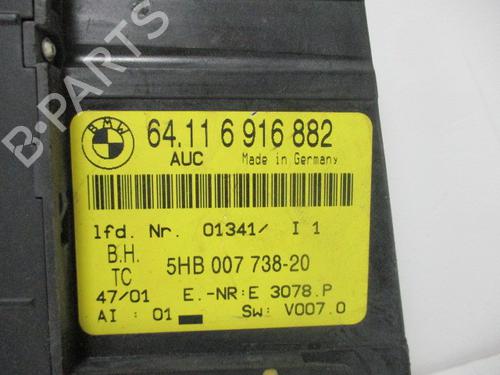 B-PARTS
BMW
64.11 6 916 882
AUC Made in Germany
lfd. Nr. 01341/ I 1
B.H.
TC 5HB 007 738-20
47/01 E.-NR:E 3078.P
AI : 01 Sw: V007.0